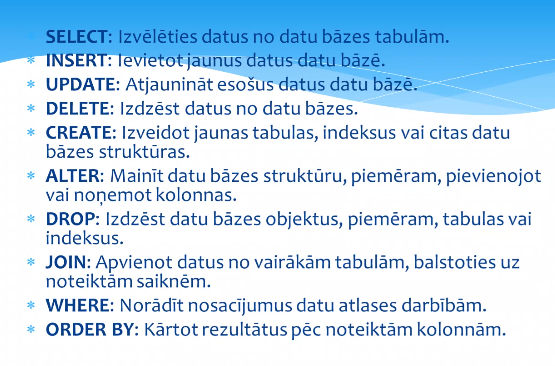 * SELECT: Izvēlēties datus no datu bāzes tabulām.
* INSERT: Ievietot jaunus datus datu bāzē.
* UPDATE: Atjaunināt esošus datus datu bāzē.
* DELETE: Izdzēst datus no datu bāzes.
* CREATE: Izveidot jaunas tabulas, indeksus vai citas datu
bāzes struktūras.
* ALTER: Mainīt datu bāzes struktūru, piemēram, pievienojot
vai noņemot kolonnas.
* DROP: Izdzēst datu bāzes objektus, piemēram, tabulas vai
indeksus.
* JOIN: Apvienot datus no vairākām tabulām, balstoties uz
noteiktām saiknēm.
* WHERE: Norādīt nosacījumus datu atlases darbībām.
* ORDER BY: Kārtot rezultātus pēc noteiktām kolonnām.